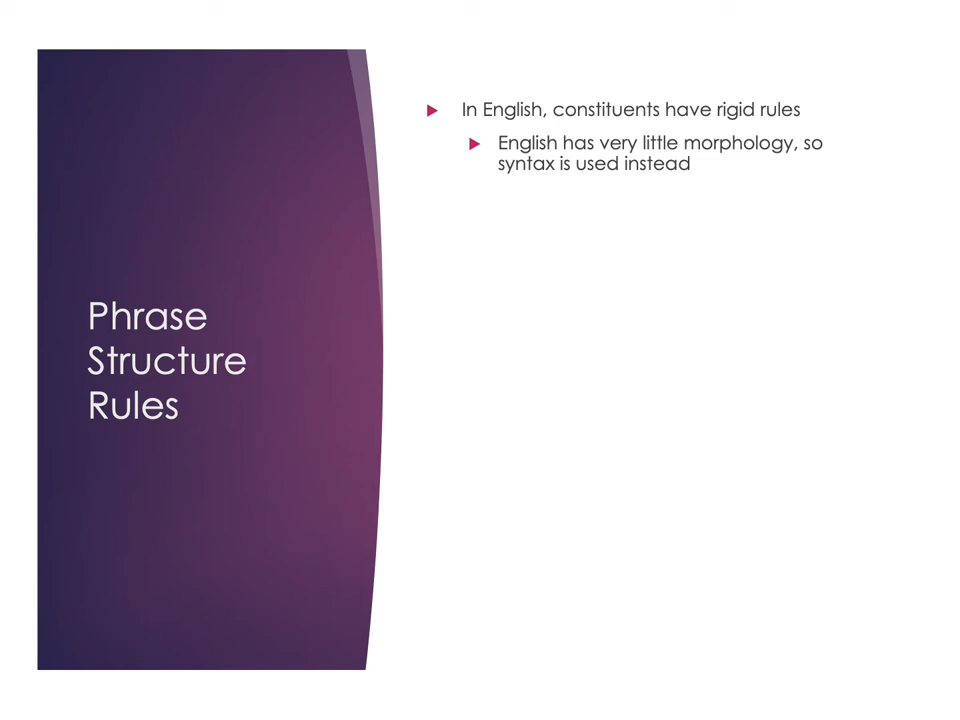 Phrase
Structure
Rules
In English, constituents have rigid rules
English has very little morphology, so
syntax is used instead